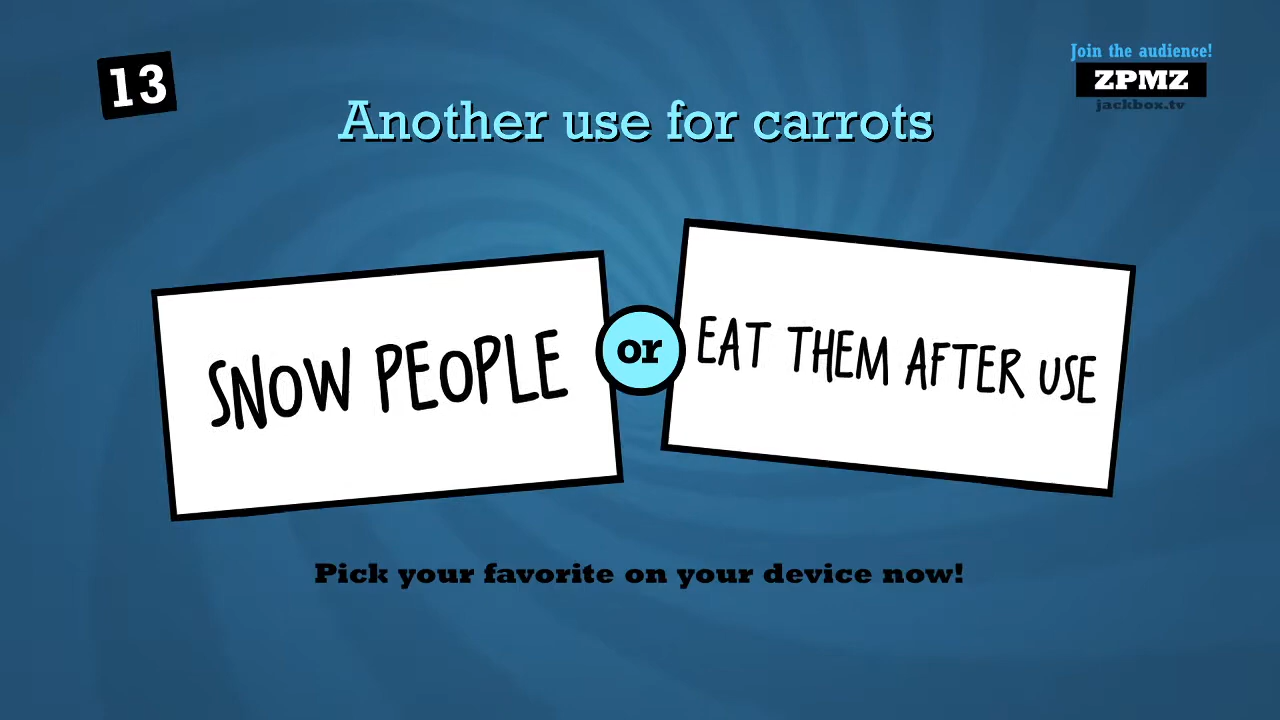 13
Join the audience!
ZPMZ
jackbox.tv
Another use for carrots
SNOW PEOPLE
or
EAT THEM AFTER USE
Pick your favorite on your device now!